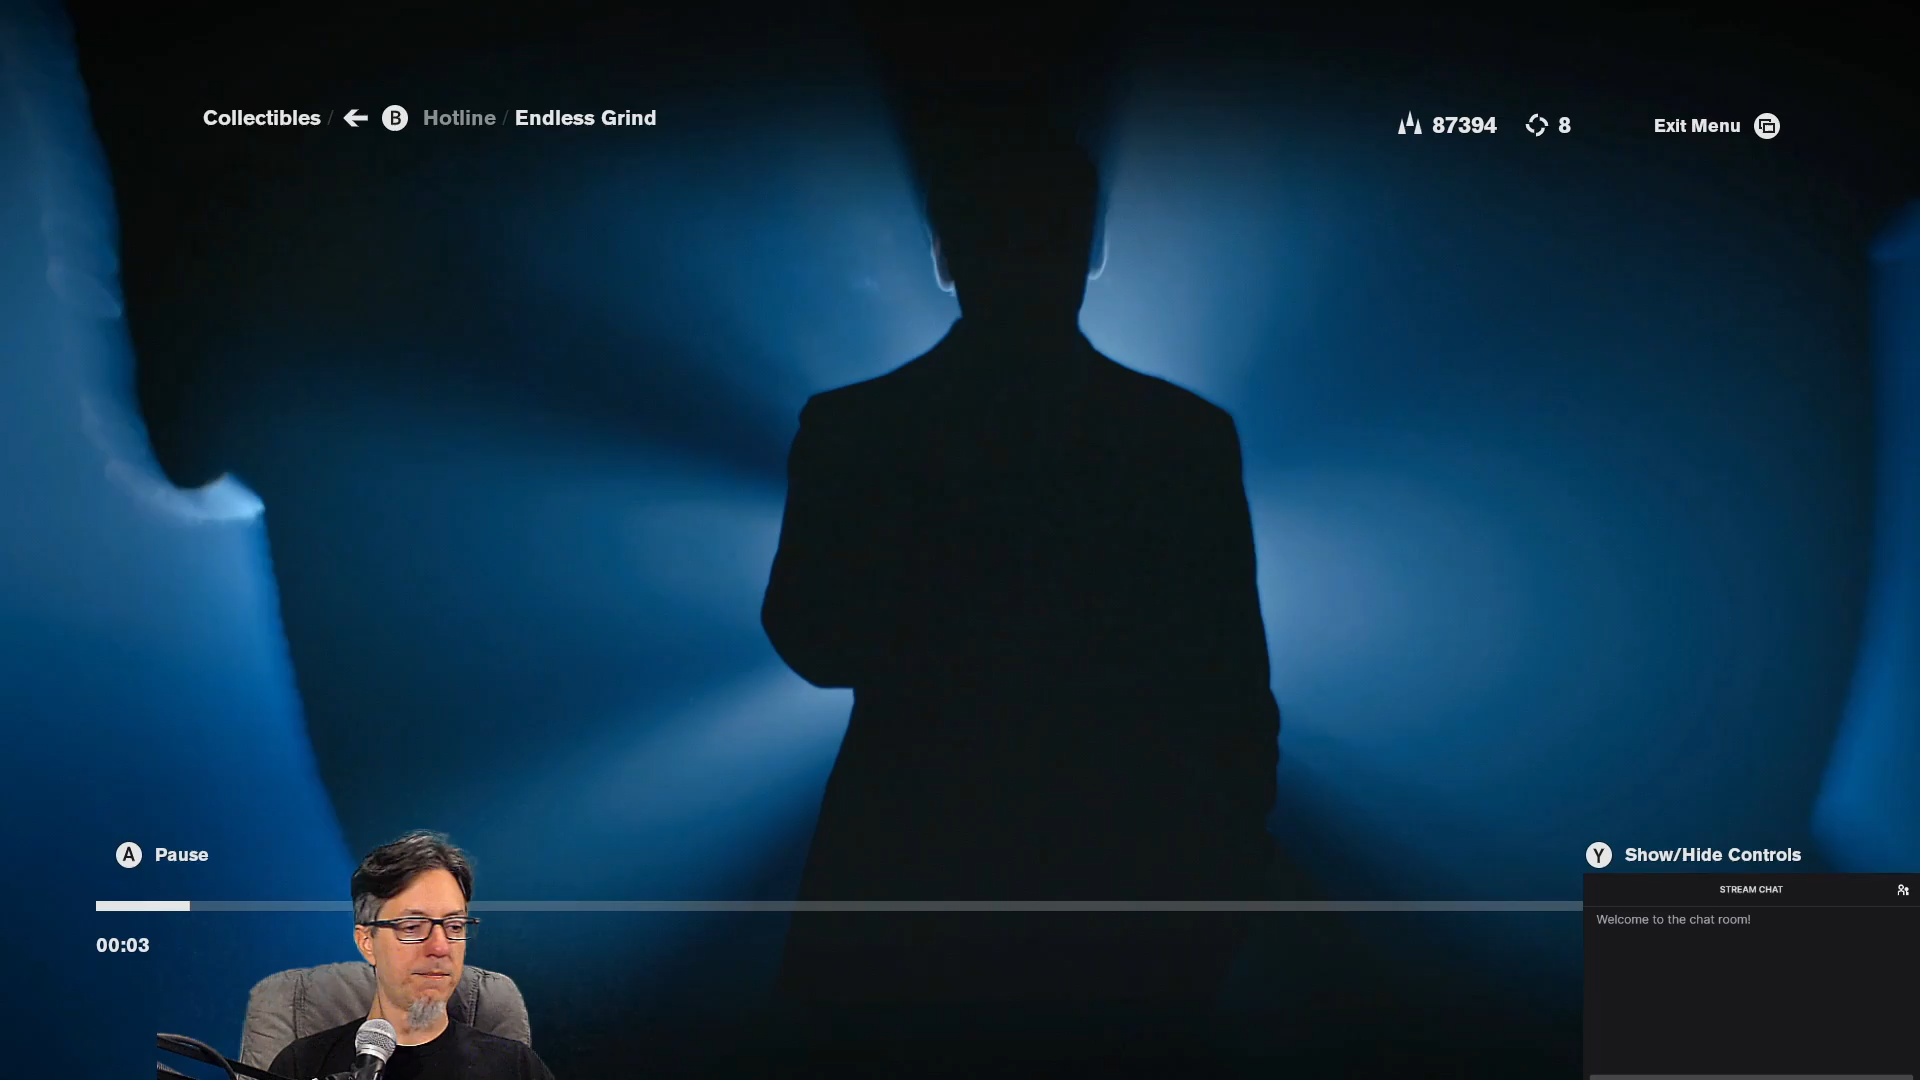 Collectibles / B Hotline / Endless Grind
87394 8 Exit Menu
A Pause
Y Show/Hide Controls
00:03
STREAM CHAT
Welcome to the chat room!